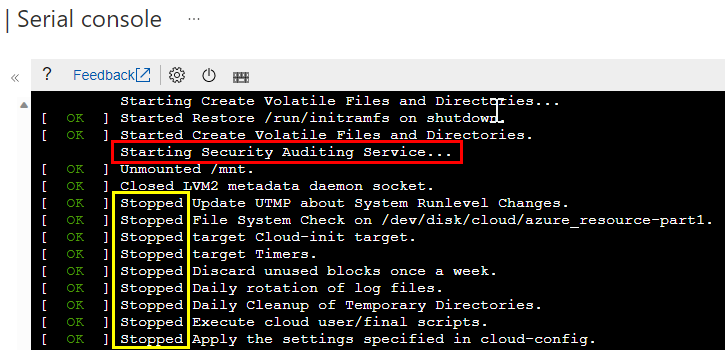 | Serial console ...
« ? Feedback
Starting Create Volatile Files and Directories...
[ OK ] Started Restore /run/initramfs on shutdown.
[ OK ] Started Create Volatile Files and Directories.
Starting Security Auditing Service...
[ OK ] Unmounted /mnt.
[ OK ] Closed LVM2 metadata daemon socket.
[ OK ] Stopped Update UTMP about System Runlevel Changes.
[ OK ] Stopped File System Check on /dev/disk/cloud/azure_resource-part1.
[ OK ] Stopped target Cloud-init target.
[ OK ] Stopped target Timers.
[ OK ] Stopped Discard unused blocks once a week.
[ OK ] Stopped Daily rotation of log files.
[ OK ] Stopped Daily Cleanup of Temporary Directories.
[ OK ] Stopped Execute cloud user/final scripts.
[ OK ] Stopped Apply the settings specified in cloud-config.